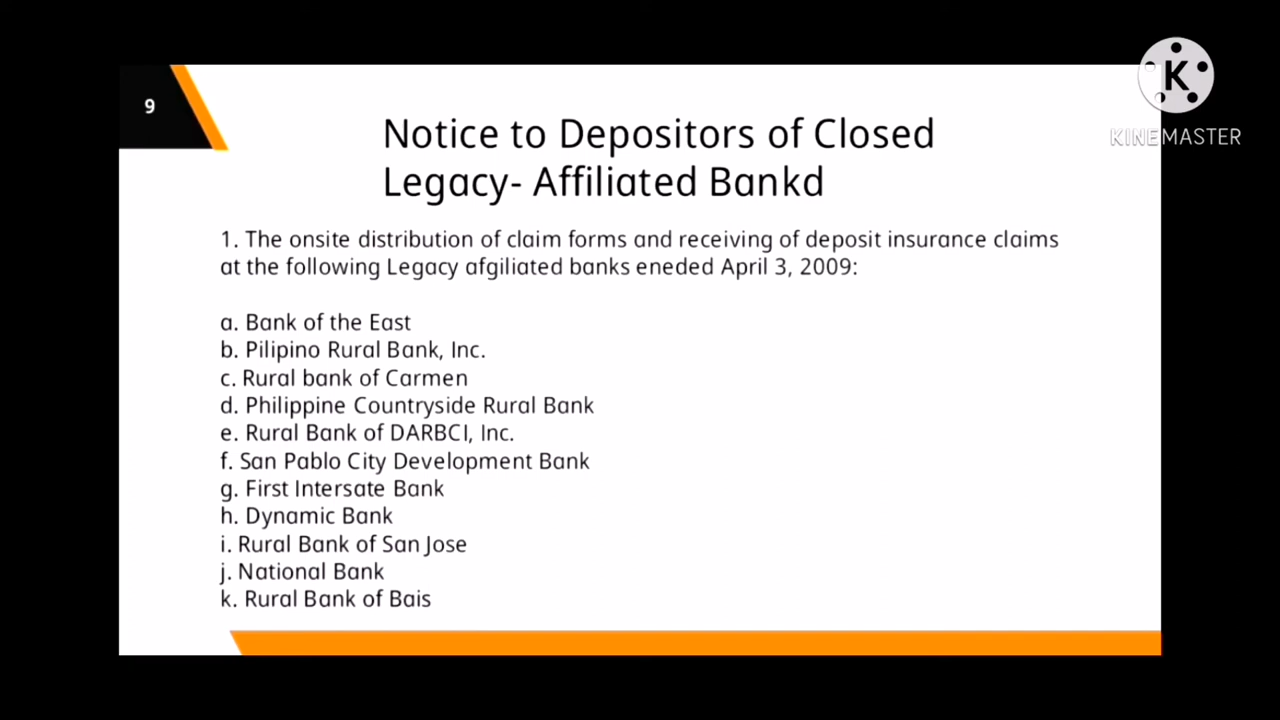 9
K
KINEMASTER
Notice to Depositors of Closed
Legacy- Affiliated Bankd
1. The onsite distribution of claim forms and receiving of deposit insurance claims
at the following Legacy afgiliated banks eneded April 3, 2009:
a. Bank of the East
b. Pilipino Rural Bank, Inc.
c. Rural bank of Carmen
d. Philippine Countryside Rural Bank
e. Rural Bank of DARBCI, Inc.
f. San Pablo City Development Bank
g. First Intersate Bank
h. Dynamic Bank
i. Rural Bank of San Jose
j. National Bank
k. Rural Bank of Bais